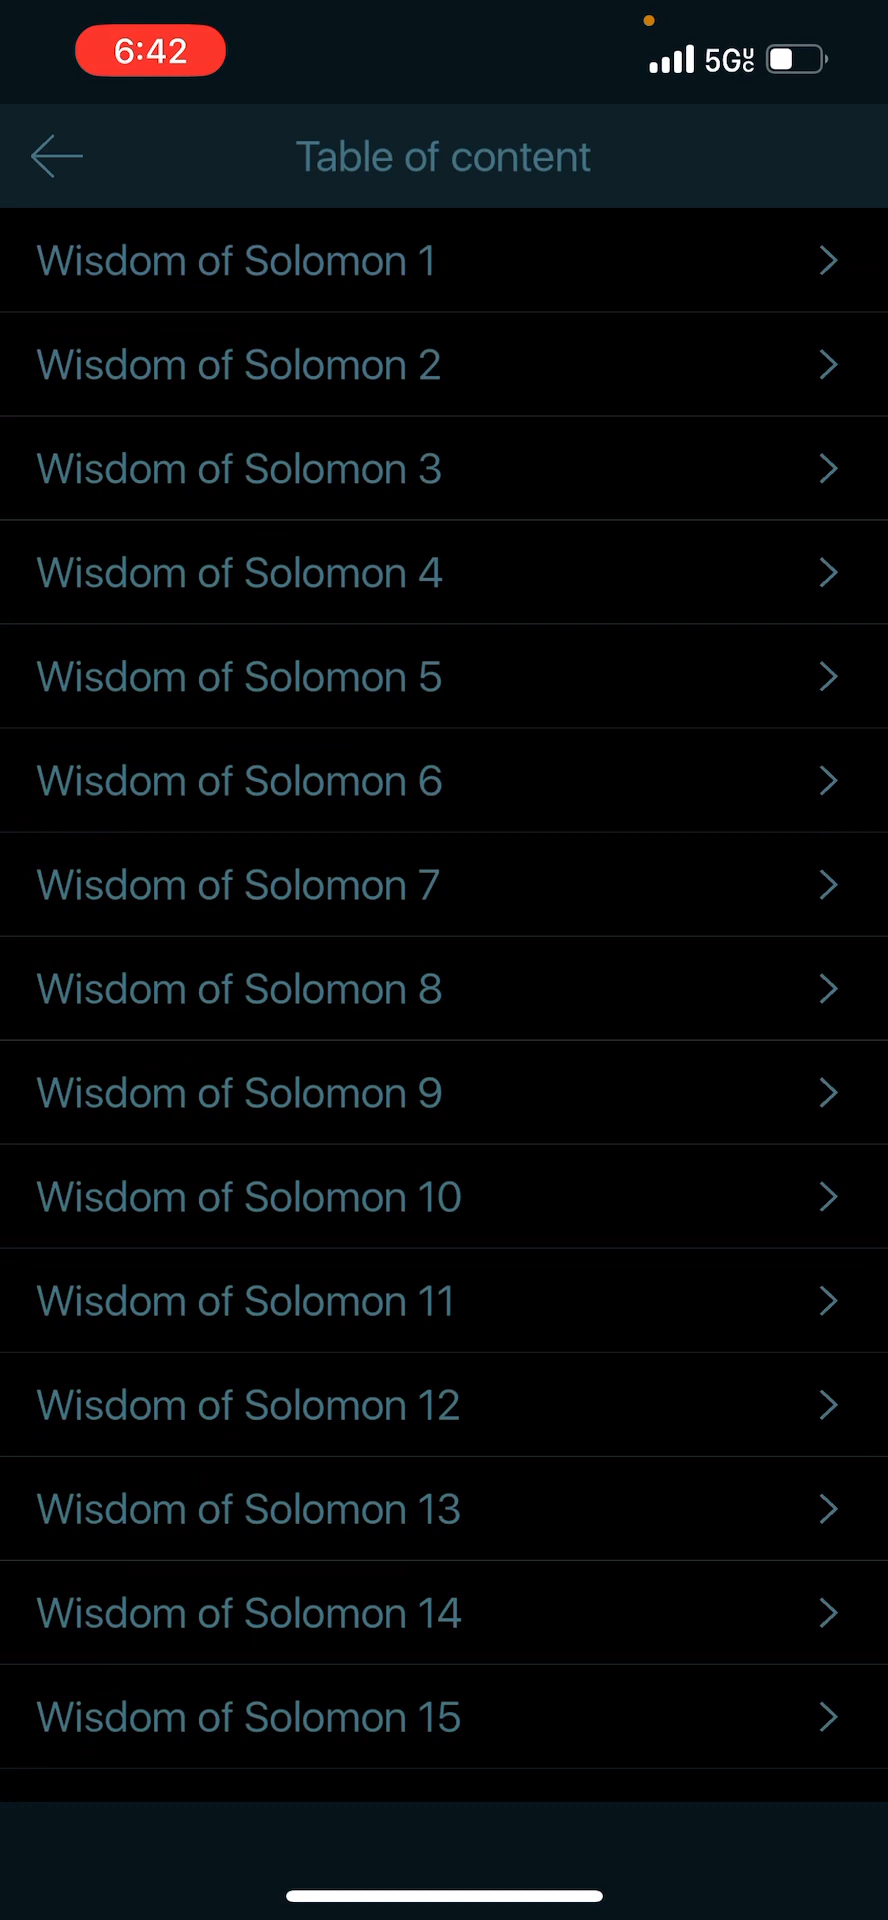 6:42
5GUC
Table of content
Wisdom of Solomon 1
Wisdom of Solomon 2
Wisdom of Solomon 3
Wisdom of Solomon 4
Wisdom of Solomon 5
Wisdom of Solomon 6
Wisdom of Solomon 7
Wisdom of Solomon 8
Wisdom of Solomon 9
Wisdom of Solomon 10
Wisdom of Solomon 11
Wisdom of Solomon 12
Wisdom of Solomon 13
Wisdom of Solomon 14
Wisdom of Solomon 15